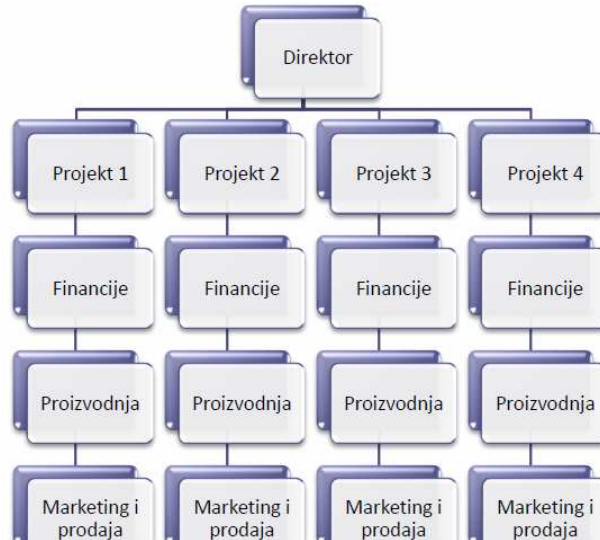 Direktor
Projekt 1
Projekt 2
Projekt 3
Projekt 4
Financije
Financije
Financije
Financije
Proizvodnja
Proizvodnja
Proizvodnja
Proizvodnja
Marketing i
prodaja
Marketing i
prodaja
Marketing i
prodaja
Marketing i
prodaja